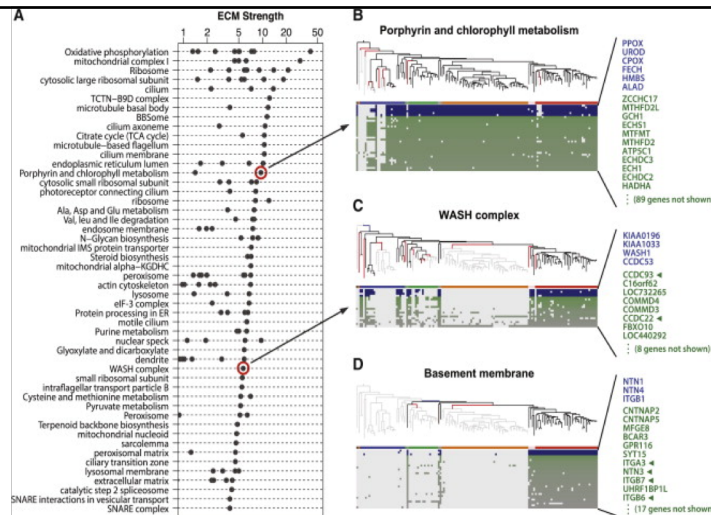 A
ECM Strength
1 2 5 10 20 50
Oxidative phosphorylation
mitochondrial complex I
Ribosome
cytosolic large ribosomal subunit
cilium
TCTN−B9D complex
microtubule basal body
BBSome
cilium axoneme
Citrate cycle (TCA cycle)
microtubule−based flagellum
cilium membrane
endoplasmic reticulum lumen
Porphyrin and chlorophyll metabolism
cytosolic small ribosomal subunit
photoreceptor connecting cilium
ribosome
Ala, Asp and Glu metabolism
Val, leu and Ile degradation
endosome membrane
N−Glycan biosynthesis
mitochondrial IMS protein transporter
Steroid biosynthesis
mitochondrial alpha−KGDHC
peroxisome
actin cytoskeleton
lysosome
eIF-3 complex
Protein processing in ER
motile cilium
Purine metabolism
nuclear speck
Glyoxylate and dicarboxylate
dendrite
WASH complex
small ribosomal subunit
intraflagellar transport particle B
Cysteine and methionine metabolism
Pyruvate metabolism
Peroxisome
Terpenoid backbone biosynthesis
mitochondrial nucleoid
sarcolemma
peroxisomal matrix
ciliary transition zone
lysosomal membrane
extracellular matrix
catalytic step 2 spliceosome
SNARE interactions in vesicular transport
SNARE complex
B
Porphyrin and chlorophyll metabolism
PPOX
UROD
CPOX
FECH
HMBS
ALAD
ZCCHC17
MTHFD2L
GCH1
ECHS1
MTFMT
MTHFD2
ATPSC1
ECHDC3
ECH1
ECHDC2
HADHA
(89 genes not shown)
C
WASH complex
KIAA0196
KIAA1033
WASH1
CCDC53
CCDC93 ◄
C16orf62
LOC732265
COMMD4
COMMD3
CCDC22 ◄
FBXO10
LOC440292
(8 genes not shown)
D
Basement membrane
NTN1
NTN4
ITGB1
CNTNAP2
CNTNAP5
MFGE8
BCAR3
GPR116
SYT15
ITGA3 ◄
NTN3 ◄
ITGB7 ◄
UHRF1BP1L
ITGB6 ◄
(17 genes not shown)